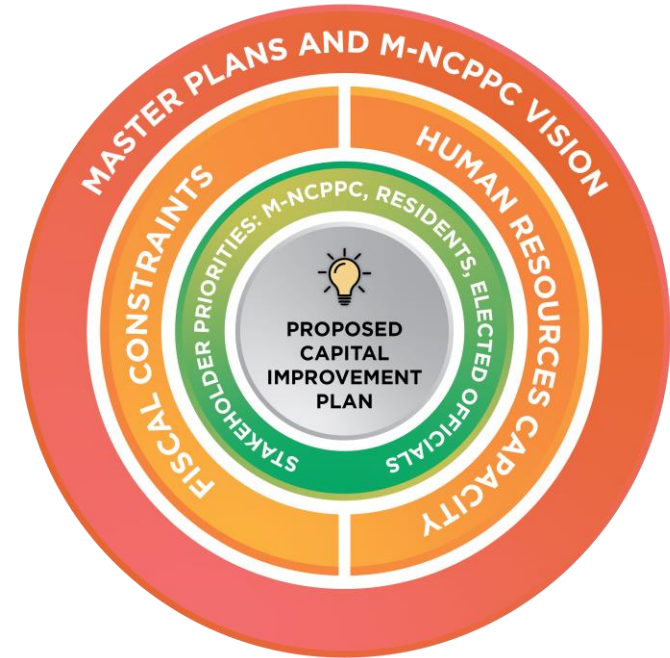 MASTER PLANS AND M-NCPPC VISION
FISCAL CONSTRAINTS
HUMAN RESOURCES CAPACITY
STAKEHOLDER PRIORITIES: M-NCPPC, RESIDENTS, ELECTED OFFICIALS
PROPOSED
CAPITAL
IMPROVEMENT
PLAN